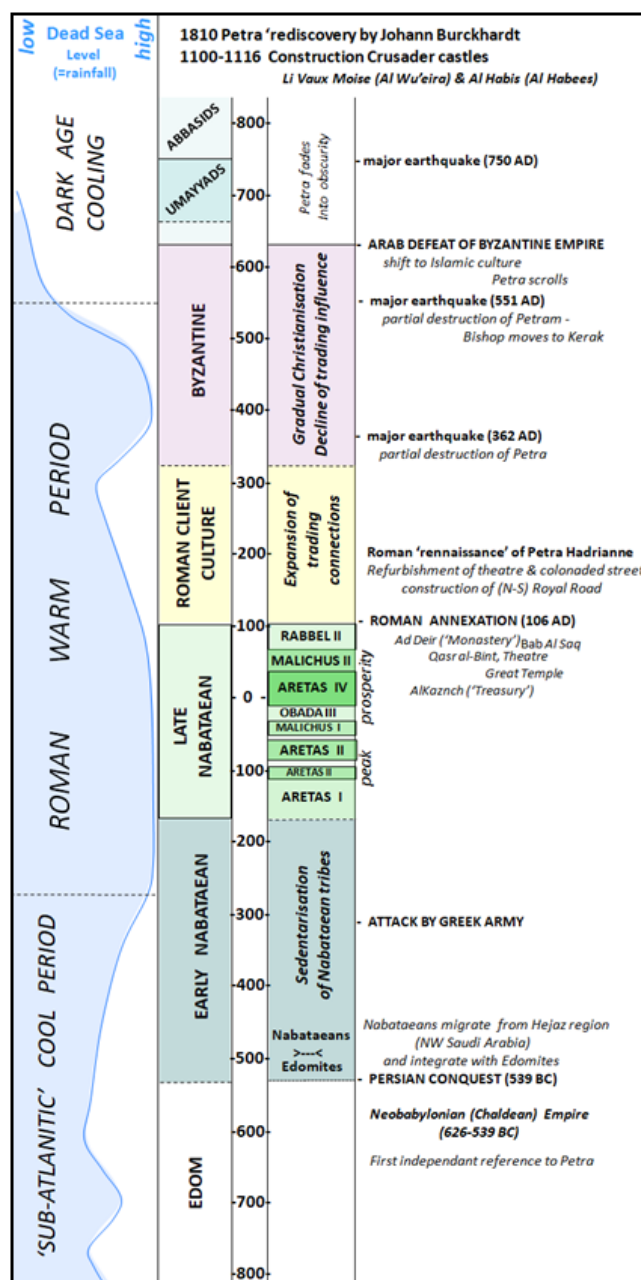 low Dead Sea high
Level
(=rainfall)
1810 Petra ‘rediscovery by Johann Burckhardt
1100-1116 Construction Crusader castles
Li Vaux Moise (Al Wu’eira) & Al Habis (Al Habees)
DARK AGE
COOLING
ROMAN WARM PERIOD
‘SUB-ATLANTIC’ COOL PERIOD
ABBASIDS
UMAYYADS
BYZANTINE
ROMAN CLIENT
CULTURE
LATE
NABATAEAN
EARLY NABATAEAN
EDOM
800
700
600
500
400
300
200
100
0
100
200
300
400
500
600
700
800
Petra fades
Into obscurity
Gradual Christianisation
Decline of trading influence
Expansion of
trading
connections
RABBEL II
MALICHUS II
ARETAS IV
OBADA III
MALICHUS I
ARETAS II
ARETAS II
ARETAS I
peak prosperity
Sedentarisation
of Nabataean tribes
Nabataeans
>---<
Edomites
major earthquake (750 AD)
ARAB DEFEAT OF BYZANTINE EMPIRE
shift to Islamic culture
Petra scrolls
major earthquake (551 AD)
partial destruction of Petram -
Bishop moves to Kerak
major earthquake (362 AD)
partial destruction of Petra
Roman ‘rennaissance’ of Petra Hadrianne
Refurbishment of theatre & colonaded street
construction of (N-S) Royal Road
ROMAN ANNEXATION (106 AD)
Ad Deir (‘Monastery’) Bab Al Saq
Qasr al-Bint, Theatre
Great Temple
AlKaznch (‘Treasury’)
ATTACK BY GREEK ARMY
Nabataeans migrate from Hejaz region
(NW Saudi Arabia)
and integrate with Edomites
PERSIAN CONQUEST (539 BC)
Neobabylonian (Chaldean) Empire
(626-539 BC)
First independant reference to Petra